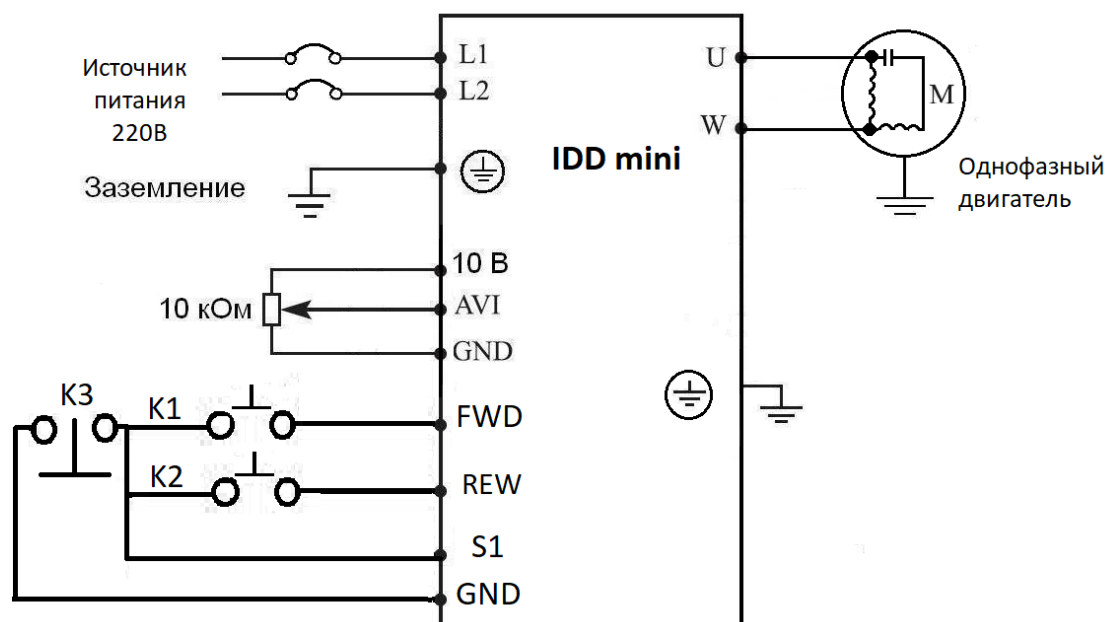 Источник
питания
220В
L1
L2
U
W
M
IDD mini
Однофазный
двигатель
Заземление
10 В
10 кОм
AVI
GND
K3
K1
FWD
K2
REW
S1
GND